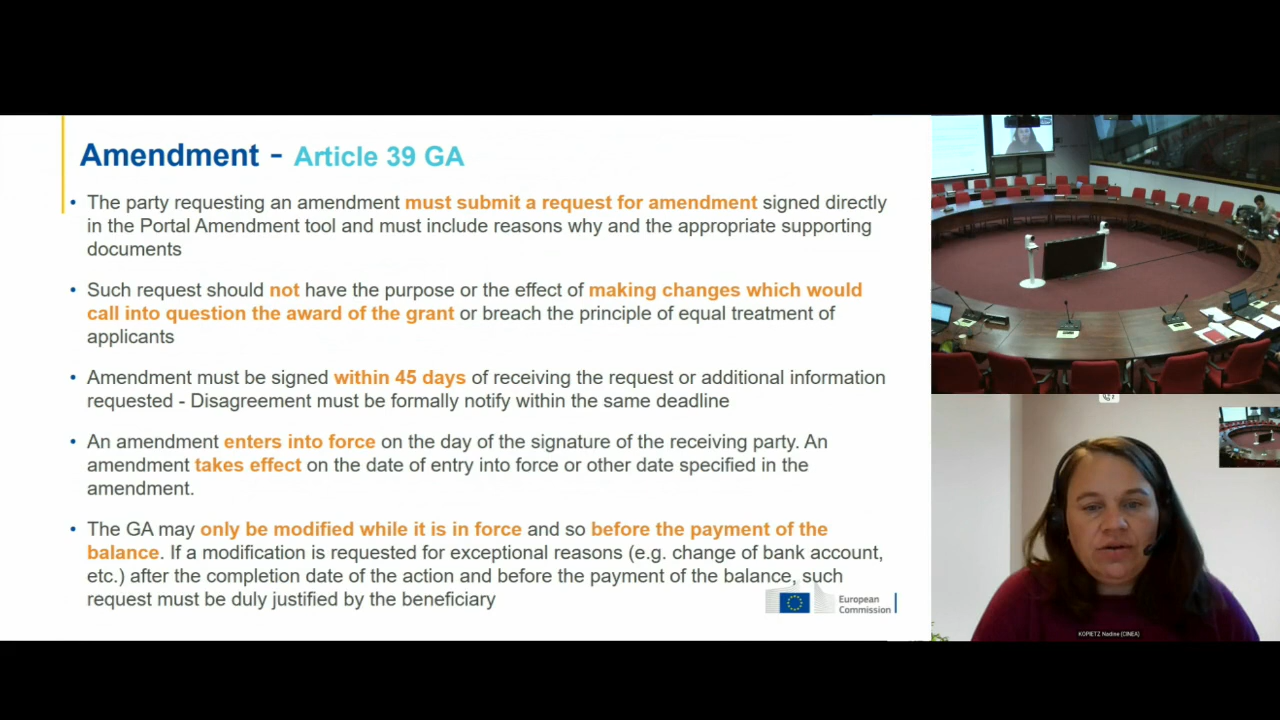 Amendment - Article 39 GA
• The party requesting an amendment must submit a request for amendment signed directly
in the Portal Amendment tool and must include reasons why and the appropriate supporting
documents
• Such request should not have the purpose or the effect of making changes which would
call into question the award of the grant or breach the principle of equal treatment of
applicants
• Amendment must be signed within 45 days of receiving the request or additional information
requested - Disagreement must be formally notify within the same deadline
• An amendment enters into force on the day of the signature of the receiving party. An
amendment takes effect on the date of entry into force or other date specified in the
amendment.
• The GA may only be modified while it is in force and so before the payment of the
balance. If a modification is requested for exceptional reasons (e.g. change of bank account,
etc.) after the completion date of the action and before the payment of the balance, such
request must be duly justified by the beneficiary
European
Commission
KOPIETZ Nadine (CINEA)